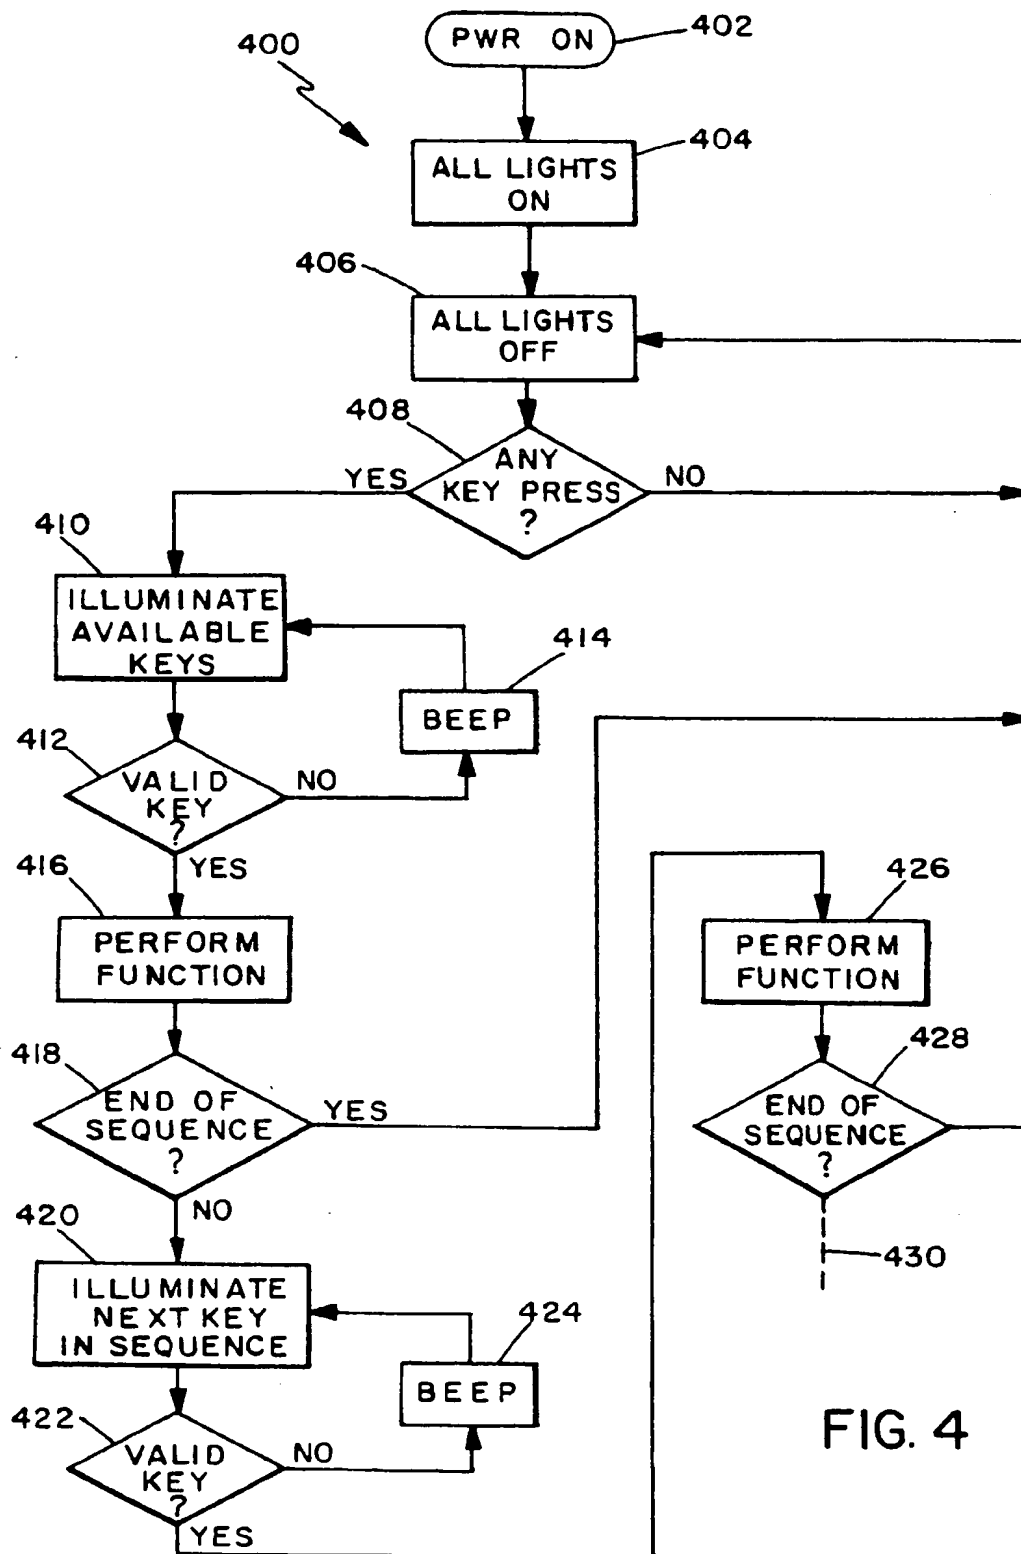 400
PWR ON
402
ALL LIGHTS
ON
404
406
ALL LIGHTS
OFF
408
ANY
KEY PRESS
?
YES
NO
410
ILLUMINATE
AVAILABLE
KEYS
414
BEEP
412
VALID
KEY
?
NO
YES
416
PERFORM
FUNCTION
426
PERFORM
FUNCTION
418
END OF
SEQUENCE
?
YES
NO
428
END OF
SEQUENCE
?
430
420
ILLUMINATE
NEXT KEY
IN SEQUENCE
424
BEEP
422
VALID
KEY
?
NO
YES
FIG. 4